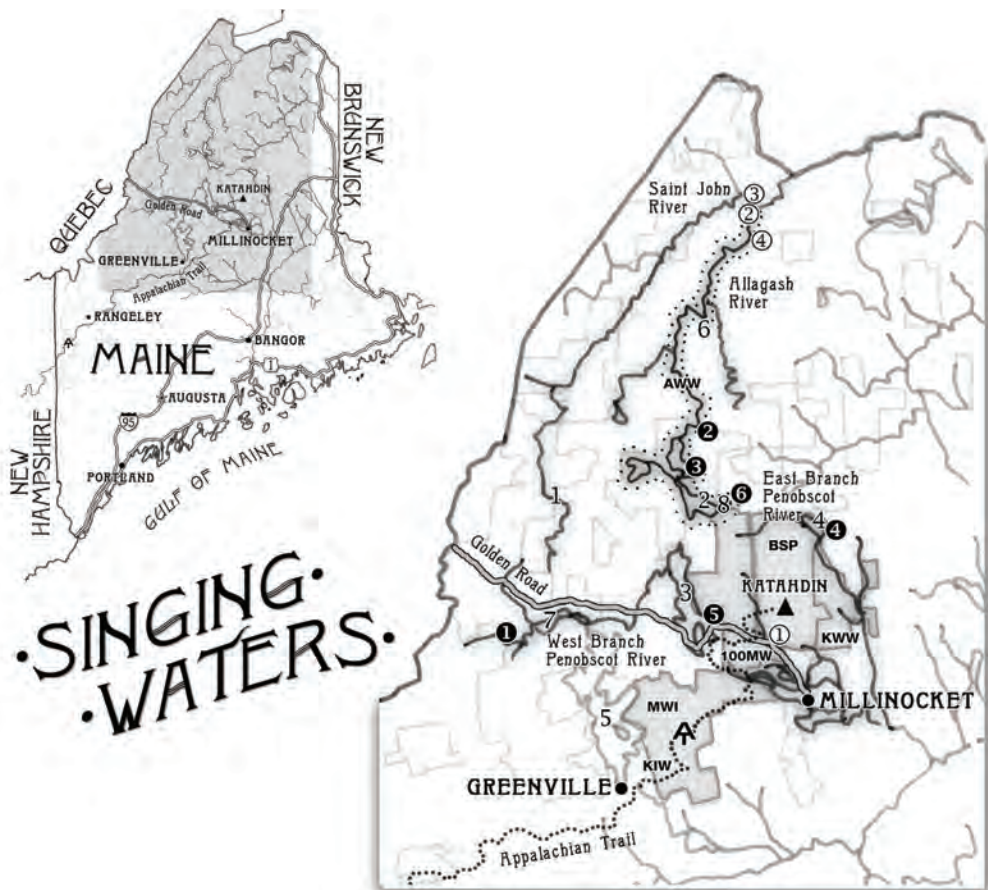 QUEBEC
NEW
BRUNSWICK
KATAHDIN
Golden Road
MILLINOCKET
GREENVILLE
Appalachian Trail
RANGELEY
MAINE
BANGOR
1
AUGUSTA
95
NEW
HAMPSHIRE
PORTLAND
GULF OF MAINE
•SINGING•
•WATERS•
Saint John
River
3
2
4
Allagash
River
6
AWW
2
3
1
2
8
6
East Branch
Penobscot
River
4
4
BSP
Golden Road
KATAHDIN
3
5
1
7
1
West Branch
Penobscot River
100MW
KWW
MILLINOCKET
5
MWI
AT
KIW
GREENVILLE
Appalachian Trail